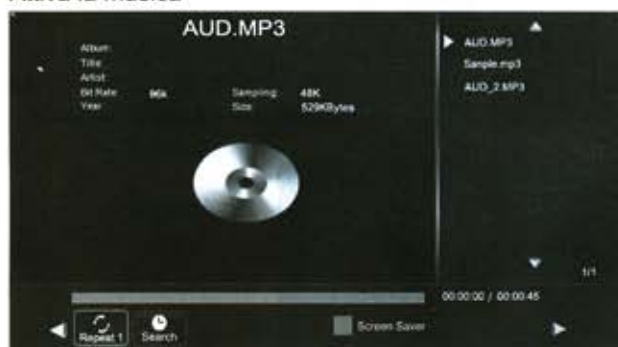 AUD.MP3
Album:
Title:
Artist:
Bit Rate: 96k Sampling: 48K
Year: Size: 529KBytes
AUD.MP3
Sanple.mp3
AUD_2.MP3
1/1
00:00:00 / 00:00:45
Repeat 1 Search Screen Saver